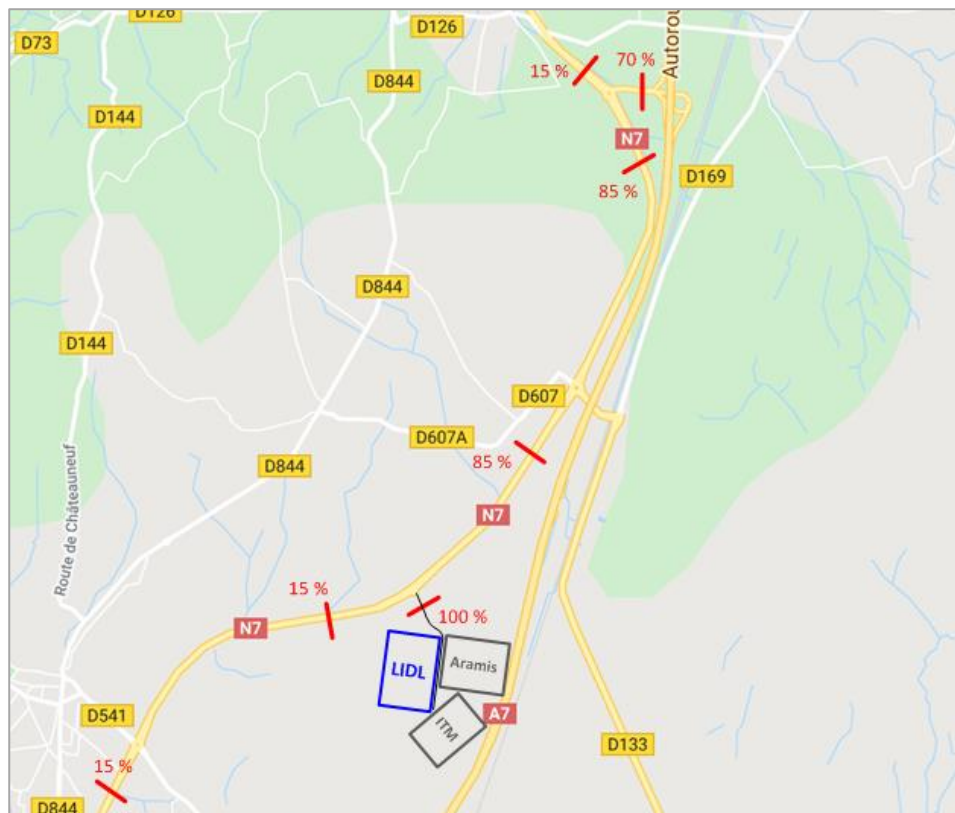 D126
D73
D126
15 %
70 %
Autorou
D844
D144
N7
D169
85 %
D844
D144
D607
D607A
85 %
D844
N7
Route de Châteauneuf
15 %
100 %
N7
LIDL
Aramis
ITM
A7
D541
D133
15 %
D844